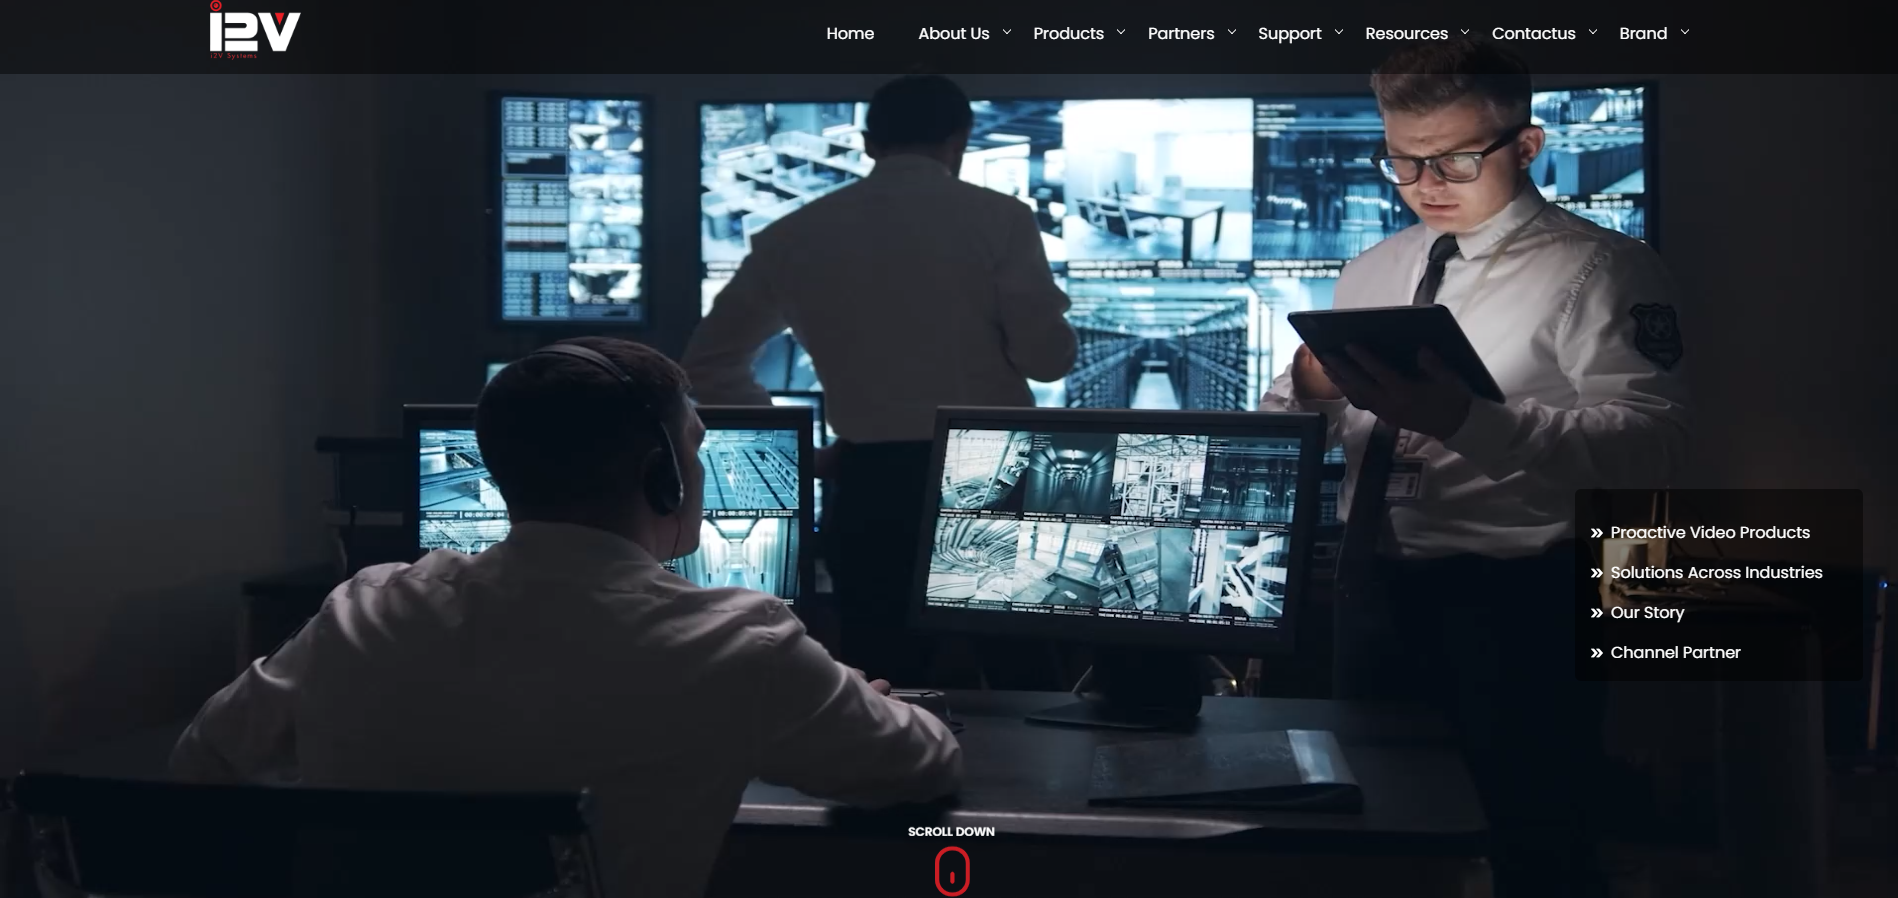 i2V
i2V Systems
Home About Us Products Partners Support Resources Contactus Brand
Proactive Video Products
Solutions Across Industries
Our Story
Channel Partner
SCROLL DOWN